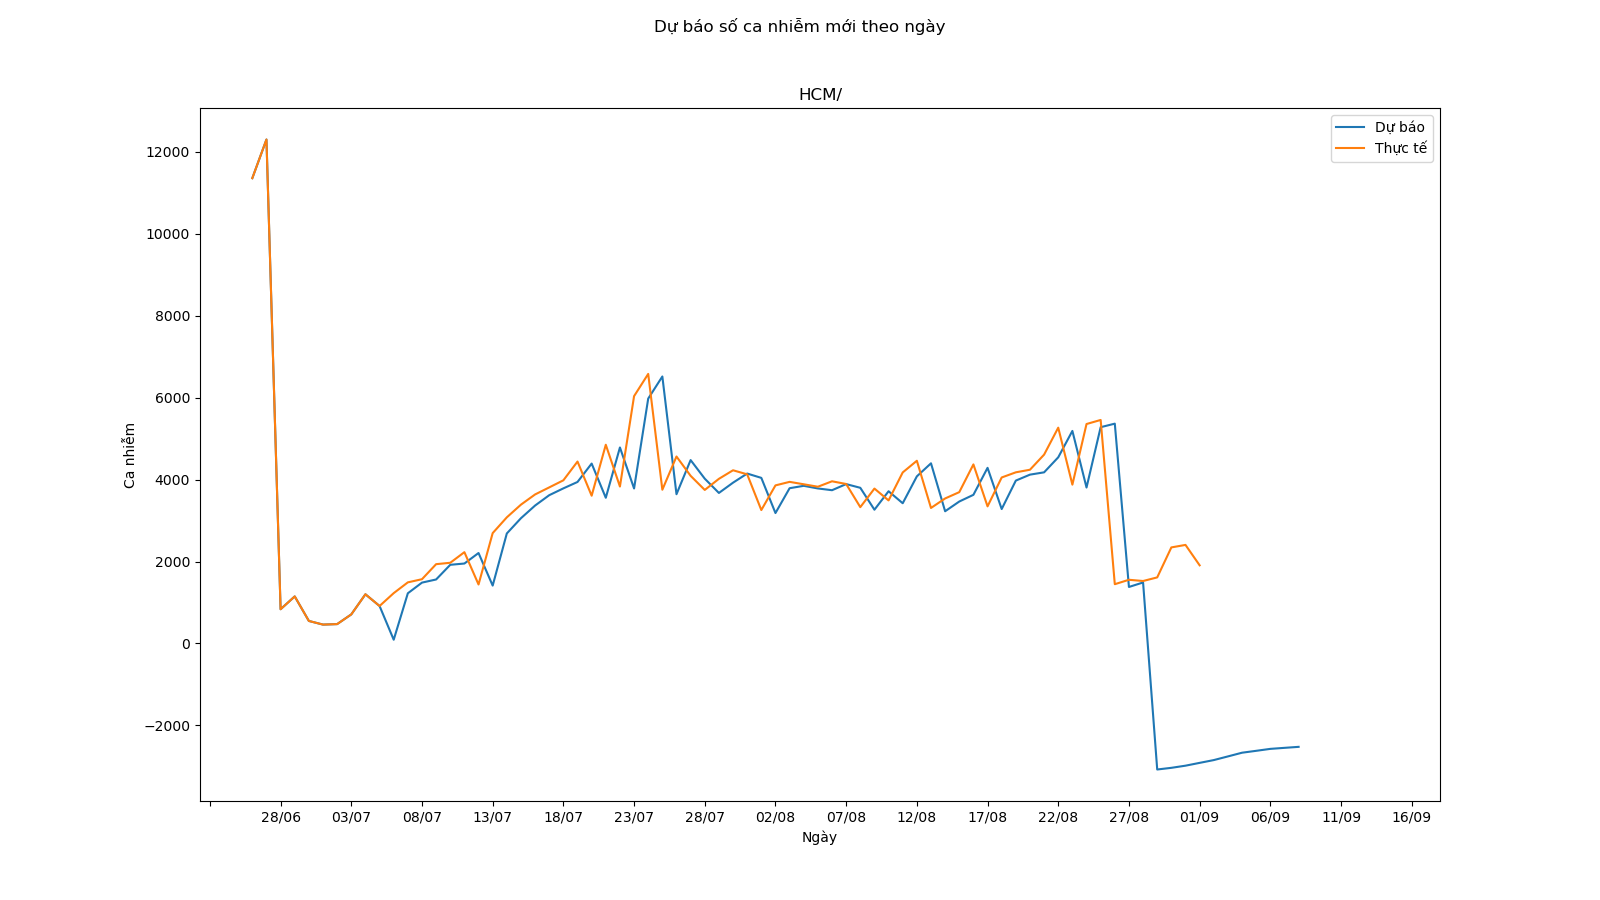 Dự báo số ca nhiễm mới theo ngày
HCM/
Dự báo
Thực tế
12000
10000
8000
6000
4000
2000
0
−2000
Ca nhiễm
28/06 03/07 08/07 13/07 18/07 23/07 28/07 02/08 07/08 12/08 17/08 22/08 27/08 01/09 06/09 11/09 16/09
Ngày